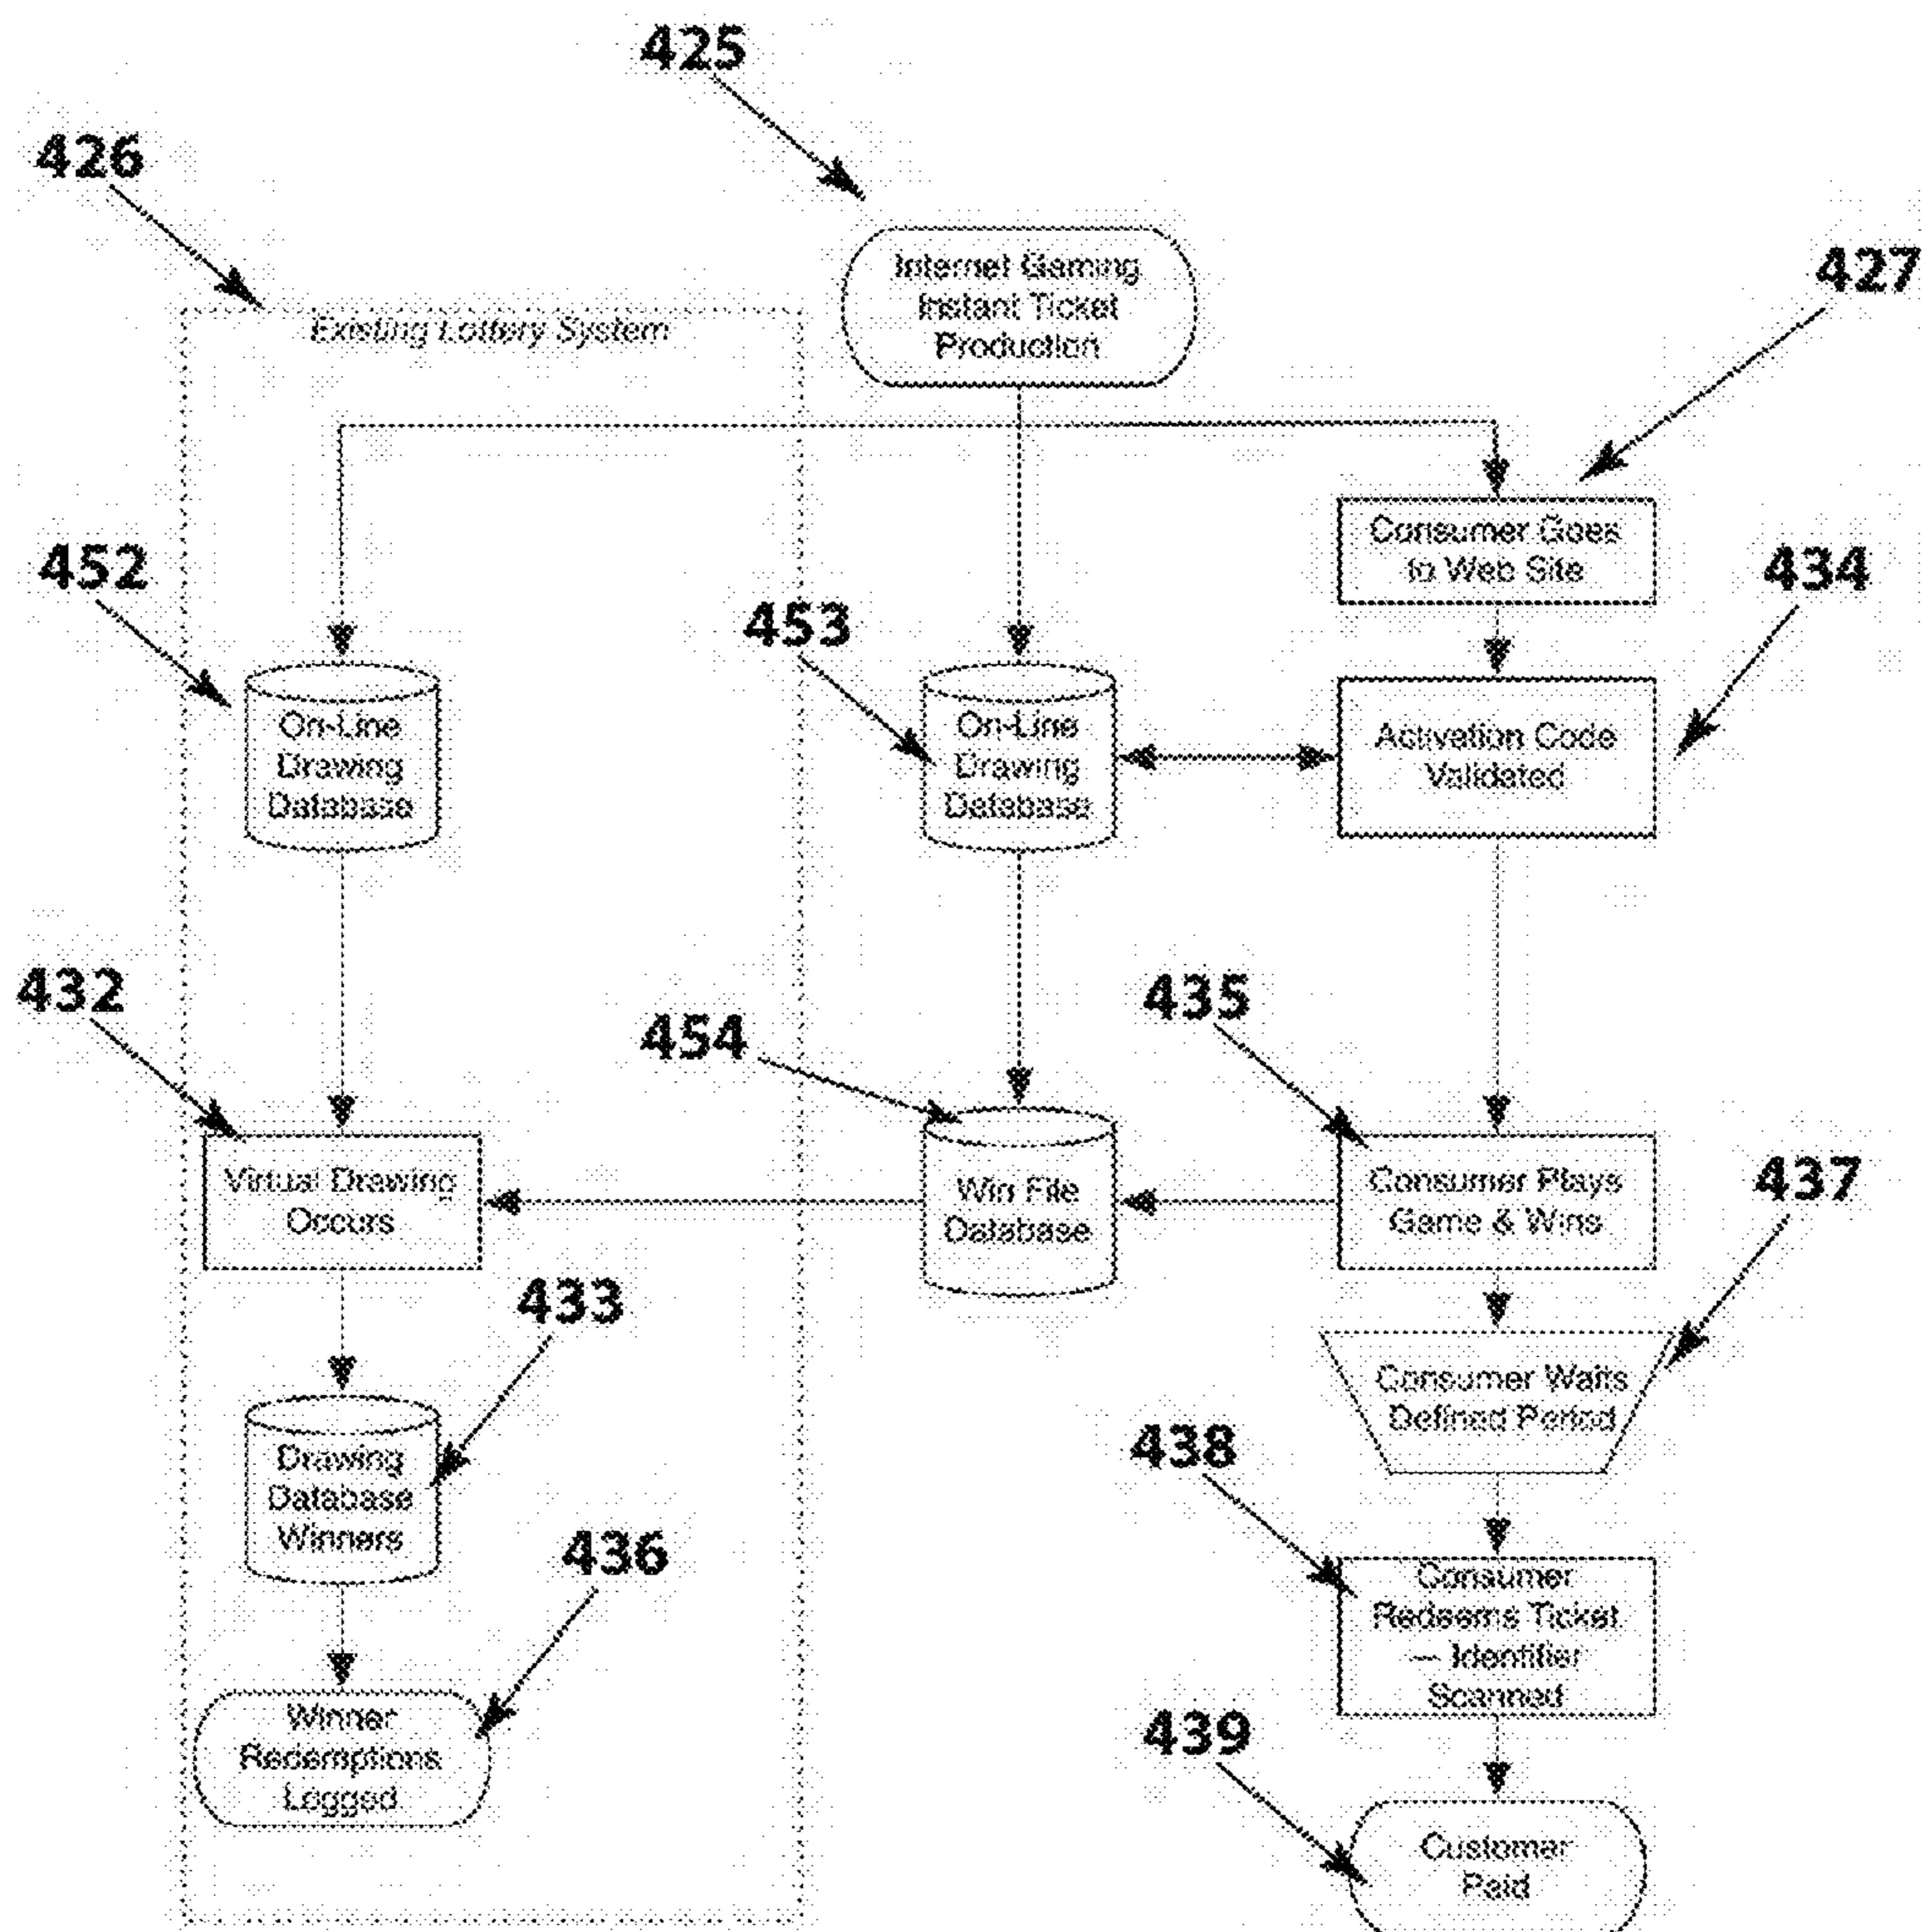 425
426
Internet Gaming
Instant Ticket
Production
427
Existing Lottery System
Consumer Goes
to Web Site
452
453
434
On-Line
Drawing
Database
On-Line
Drawing
Database
Activation Code
Validated
432
454
435
Virtual Drawing
Occurs
Win File
Database
Consumer Plays
Game & Wins
437
433
Consumer Waits
Defined Period
438
Drawing
Database
Winners
436
Consumer
Redeems Ticket
— Identifier
Scanned
Winner
Redemptions
Logged
439
Customer
Paid